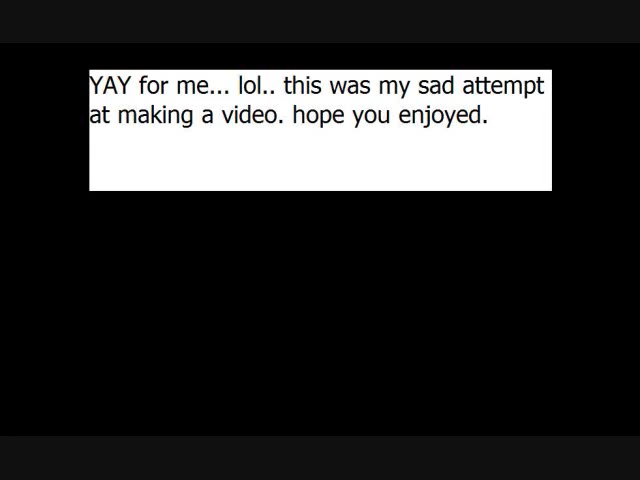 YAY for me... lol.. this was my sad attempt
at making a video. hope you enjoyed.